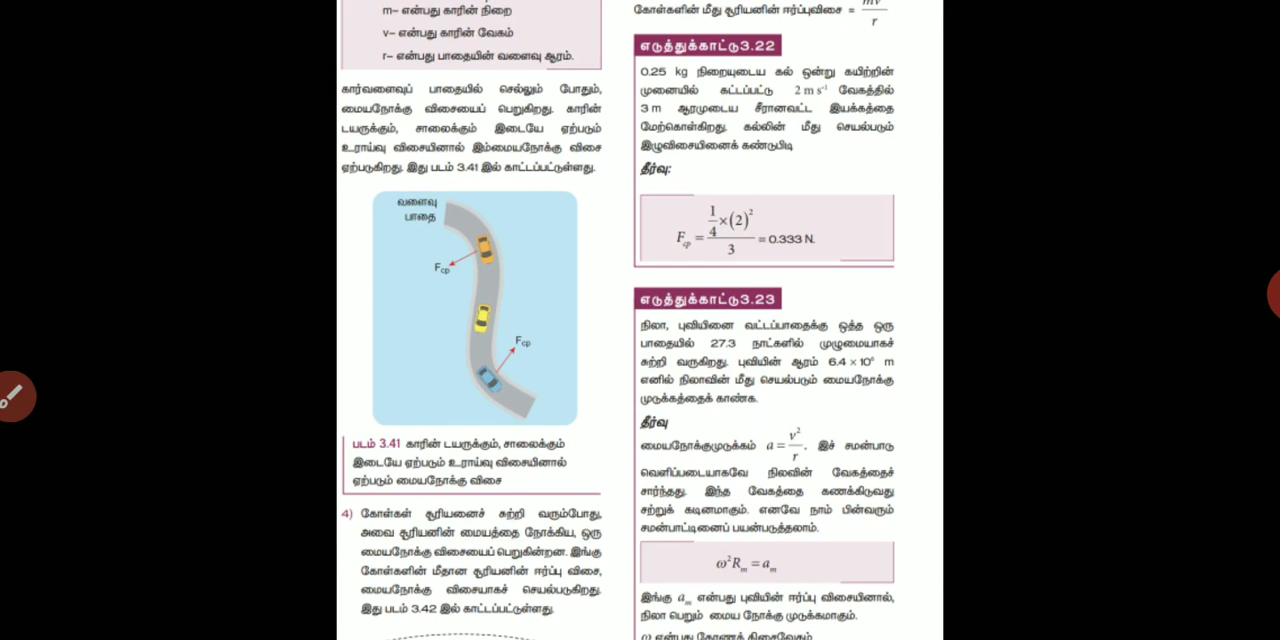 m– என்பது காரின் நிறை
v– என்பது காரின் வேகம்
r– என்பது பாதையின் வளைவு ஆரம்.
கார்வளைவுப் பாதையில் செல்லும் போதும்,
மையநோக்கு விசையைப் பெறுகிறது. காரின்
டயருக்கும், சாலைக்கும் இடையே ஏற்படும்
உராய்வு விசையினால் இம்மையநோக்கு விசை
ஏற்படுகிறது. இது படம் 3.41 இல் காட்டப்பட்டுள்ளது.
வளைவு
பாதை
Fcp
Fcp
படம் 3.41 காரின் டயருக்கும், சாலைக்கும்
இடையே ஏற்படும் உராய்வு விசையினால்
ஏற்படும் மையநோக்கு விசை
4) கோள்கள் சூரியனைச் சுற்றி வரும்போது,
அவை சூரியனின் மையத்தை நோக்கிய, ஒரு
மையநோக்கு விசையைப் பெறுகின்றன. இங்கு
கோள்களின் மீதான சூரியனின் ஈர்ப்பு விசை,
மையநோக்கு விசையாகச் செயல்படுகிறது.
இது படம் 3.42 இல் காட்டப்பட்டுள்ளது.
கோள்களின் மீது சூரியனின் ஈர்ப்புவிசை = mv / r
எடுத்துக்காட்டு3.22
0.25 kg நிறையுடைய கல் ஒன்று கயிற்றின்
முனையில் கட்டப்பட்டு 2 m s⁻¹ வேகத்தில்
3 m ஆரமுடைய சீரானவட்ட இயக்கத்தை
மேற்கொள்கிறது. கல்லின் மீது செயல்படும்
இழுவிசையினைக் கண்டுபிடி
தீர்வு:
Fcp = 1/4 × (2)² / 3 = 0.333 N.
எடுத்துக்காட்டு3.23
நிலா, புவியினை வட்டப்பாதைக்கு ஒத்த ஒரு
பாதையில் 27.3 நாட்களில் முழுமையாகச்
சுற்றி வருகிறது. புவியின் ஆரம் 6.4 × 10⁶ m
எனில் நிலாவின் மீது செயல்படும் மையநோக்கு
முடுக்கத்தைக் காண்க.
தீர்வு
மையநோக்குமுடுக்கம் a = v² / r. இச் சமன்பாடு
வெளிப்படையாகவே நிலவின் வேகத்தைச்
சார்ந்தது. இந்த வேகத்தை கணக்கிடுவது
சற்றுக் கடினமாகும். எனவே நாம் பின்வரும்
சமன்பாட்டினைப் பயன்படுத்தலாம்.
ω²Rₘ = aₘ
இங்கு aₘ என்பது புவியின் ஈர்ப்பு விசையினால்,
நிலா பெறும் மைய நோக்கு முடுக்கமாகும்.
ω என்பது கோணத் திசைவேகம்